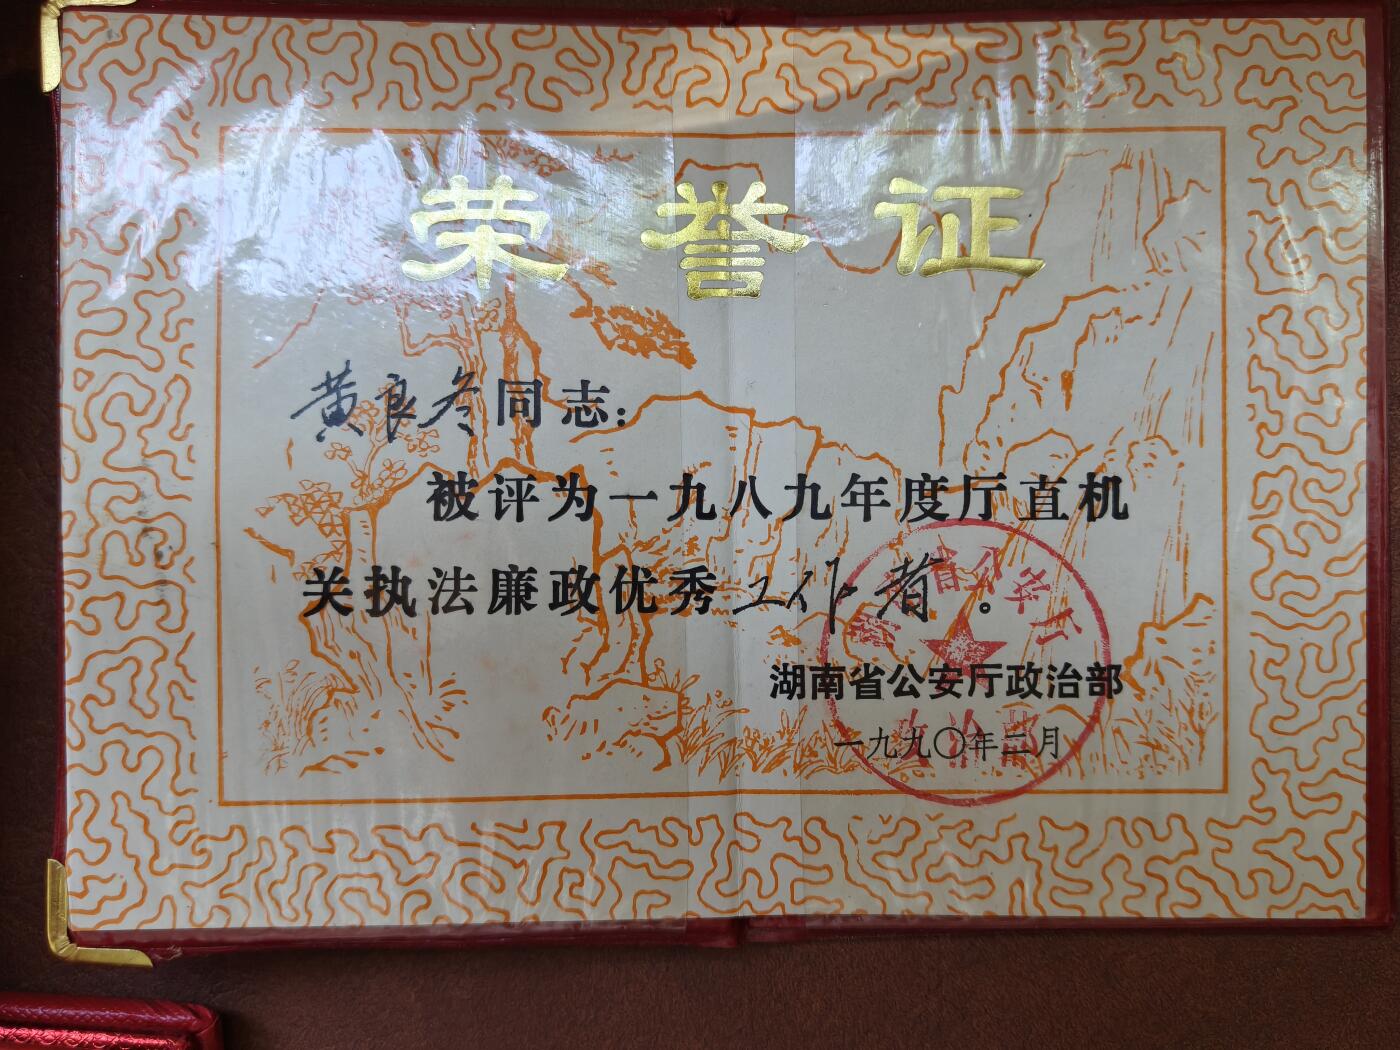 荣誉证
黄良冬同志：
被评为一九八九年度厅直机
关执法廉政优秀工作者。
湖南省公安厅政治部
一九九〇年二月